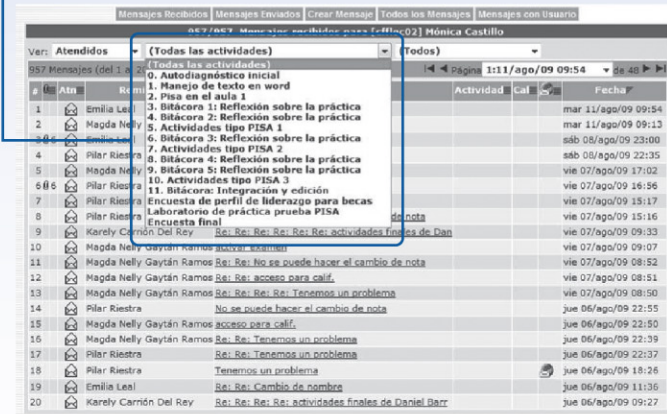 Mensajes Recibidos Mensajes Enviados Crear Mensaje Todos los Mensajes Mensajes con Usuario
957/957 Mensajes recibidos para [cfflec02] Mónica Castillo
Ver: Atendidos (Todas las actividades) (Todos)
957 Mensajes (del 1 al 20 Página 1:11/ago/09 09:54 de 48
(Todas las actividades)
0. Autodiagnóstico inicial
1. Manejo de texto en word
2. Pisa en el aula 1
3. Bitácora 1: Reflexión sobre la práctica
4. Bitácora 2: Reflexión sobre la práctica
5. Actividades tipo PISA 1
6. Bitácora 3: Reflexión sobre la práctica
7. Actividades tipo PISA 2
8. Bitácora 4: Reflexión sobre la práctica
9. Bitácora 5: Reflexión sobre la práctica
10. Actividades tipo PISA 3
11. Bitácora: Integración y edición
Encuesta de perfil de liderazgo para becas
Laboratorio de práctica prueba PISA
Encuesta final
# Atn Remi Actividad Cal Fecha
1 Emilia Leal mar 11/ago/09 09:54
2 Magda Nelly mar 11/ago/09 09:13
3 6 Emilia Leal sáb 08/ago/09 23:00
4 Pilar Riestra sáb 08/ago/09 22:35
5 Magda Nelly vie 07/ago/09 17:02
6 6 Pilar Riestra vie 07/ago/09 16:56
7 Pilar Riestra vie 07/ago/09 15:17
8 Pilar Riestra de nota vie 07/ago/09 15:16
9 Karely Carrión Del Rey Re: Re: Re: Re: Re: actividades finales de Dan vie 07/ago/09 09:33
10 Magda Nelly Gaytán Ramos activar examen vie 07/ago/09 09:07
11 Magda Nelly Gaytán Ramos Re: Re: No se puede hacer el cambio de nota vie 07/ago/09 08:52
12 Magda Nelly Gaytán Ramos Re: Re: acceso para calif. vie 07/ago/09 08:51
13 Magda Nelly Gaytán Ramos Re: Re: Re: Re: Tenemos un problema vie 07/ago/09 08:50
14 Pilar Riestra No se puede hacer el cambio de nota jue 06/ago/09 22:55
15 Magda Nelly Gaytán Ramos acceso para calif. jue 06/ago/09 22:50
16 Magda Nelly Gaytán Ramos Re: Re: Tenemos un problema jue 06/ago/09 22:39
17 Pilar Riestra Re: Re: Tenemos un problema jue 06/ago/09 22:37
18 Pilar Riestra Tenemos un problema jue 06/ago/09 18:26
19 Emilia Leal Re: Re: Cambio de nombre jue 06/ago/09 11:36
20 Karely Carrión Del Rey Re: Re: Re: Re: actividades finales de Daniel Barr jue 06/ago/09 09:27